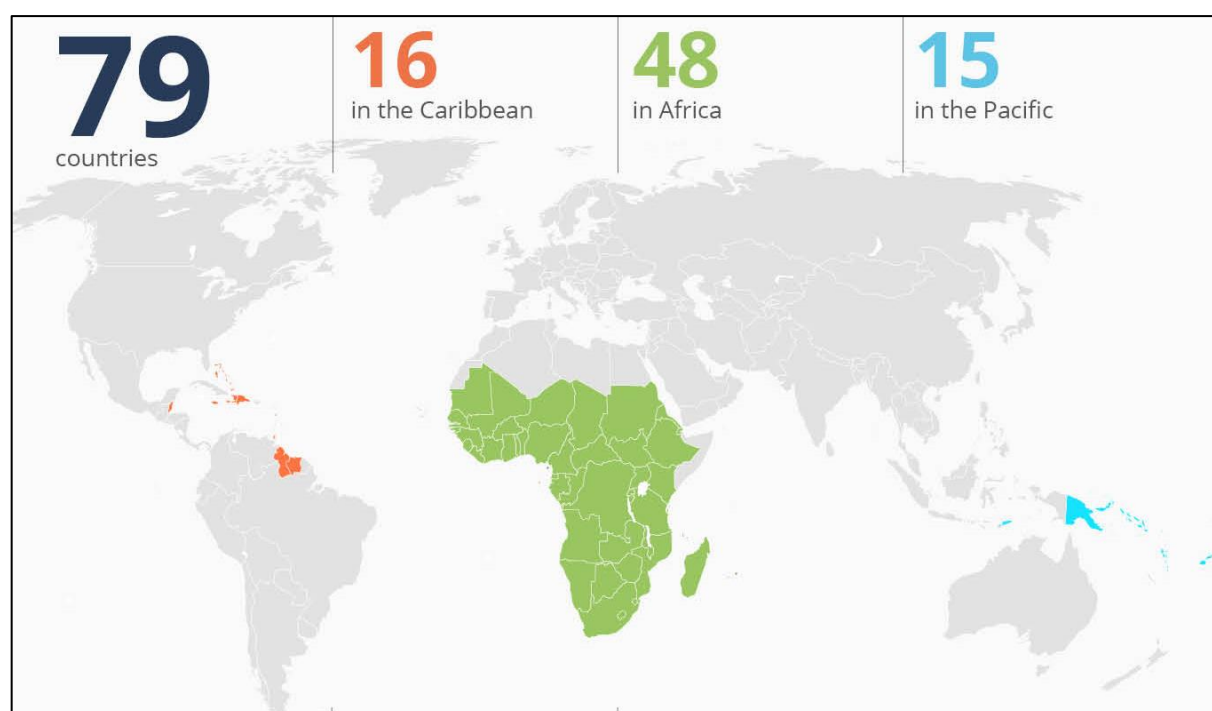 79
countries
16
in the Caribbean
48
in Africa
15
in the Pacific